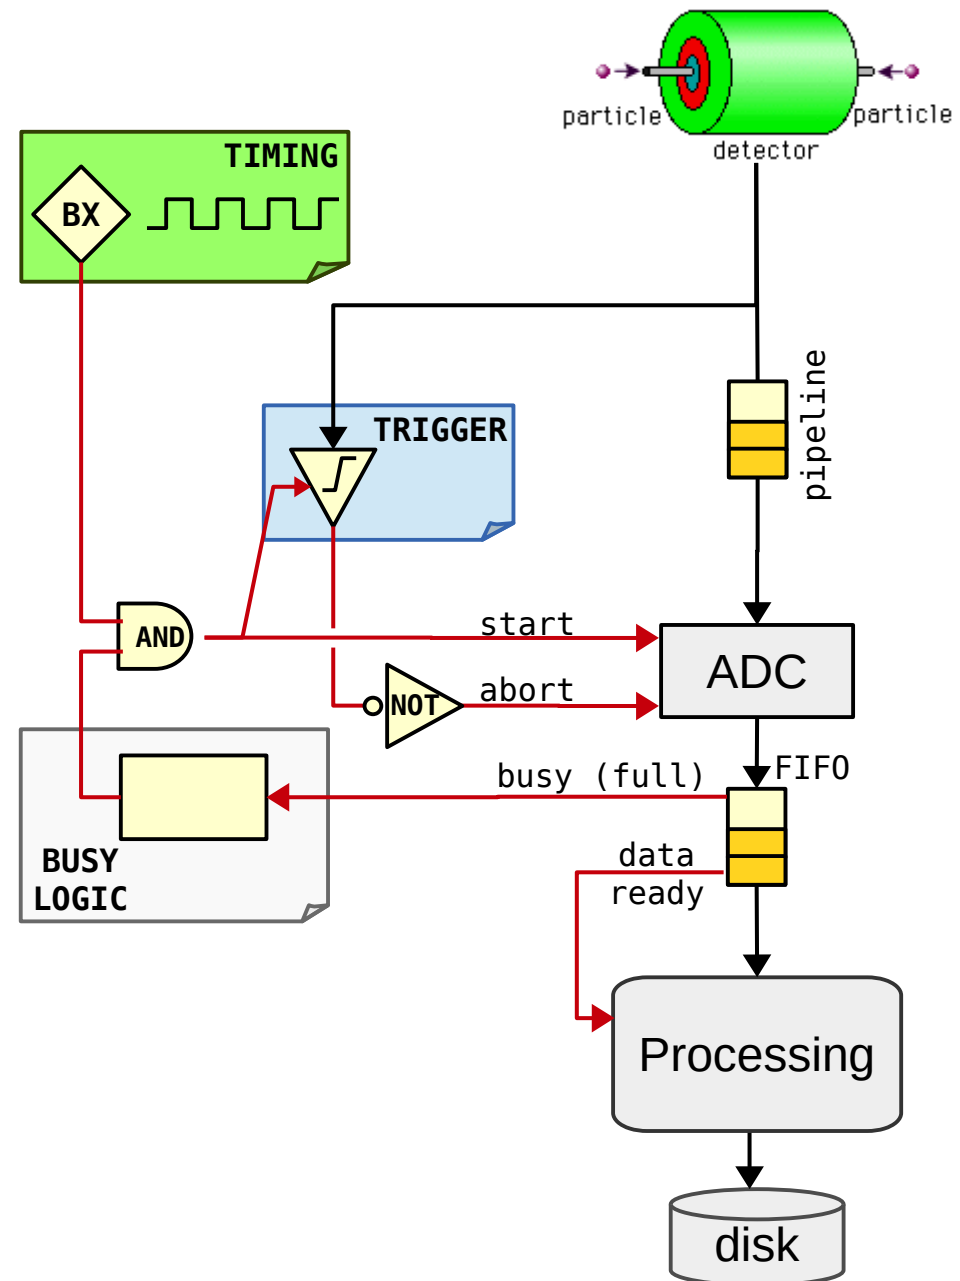 particle
particle
detector
TIMING
BX
pipeline
TRIGGER
AND
start
ADC
NOT
abort
FIFO
busy (full)
BUSY
LOGIC
data
ready
Processing
disk